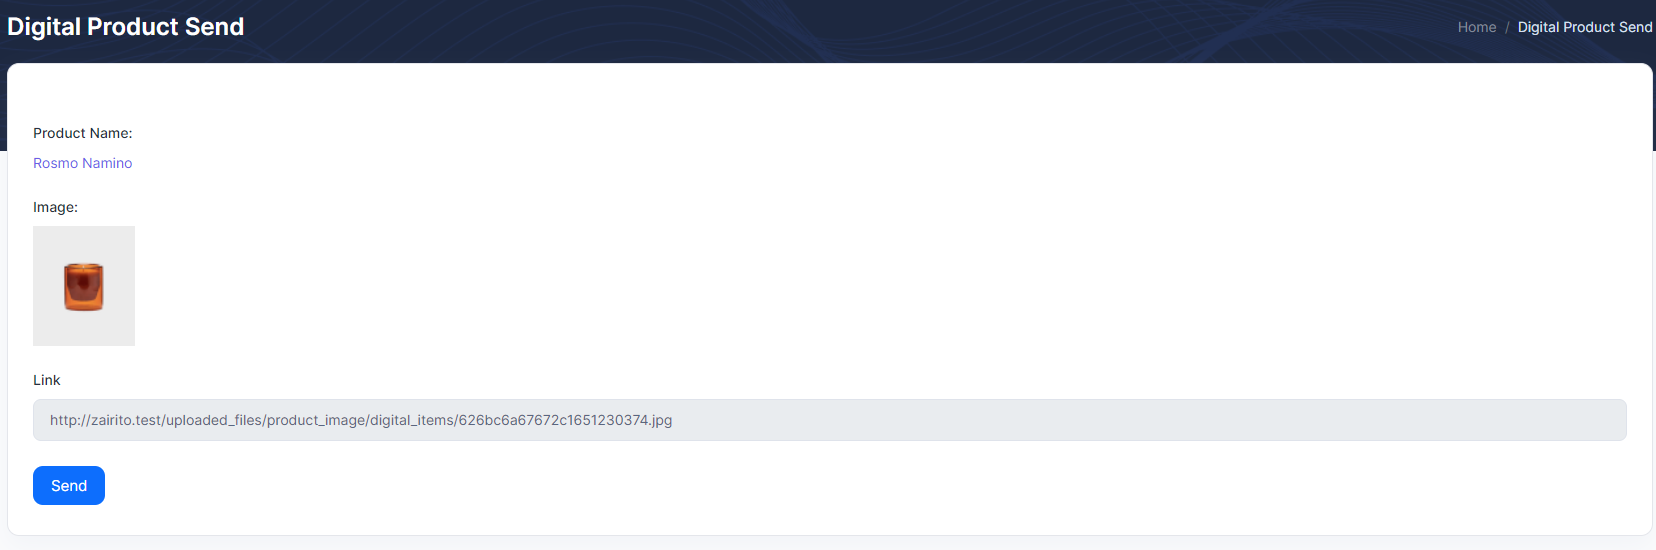 Digital Product Send
Home / Digital Product Send
Product Name:
Rosmo Namino
Image:
Link
http://zairito.test/uploaded_files/product_image/digital_items/626bc6a67672c1651230374.jpg
Send